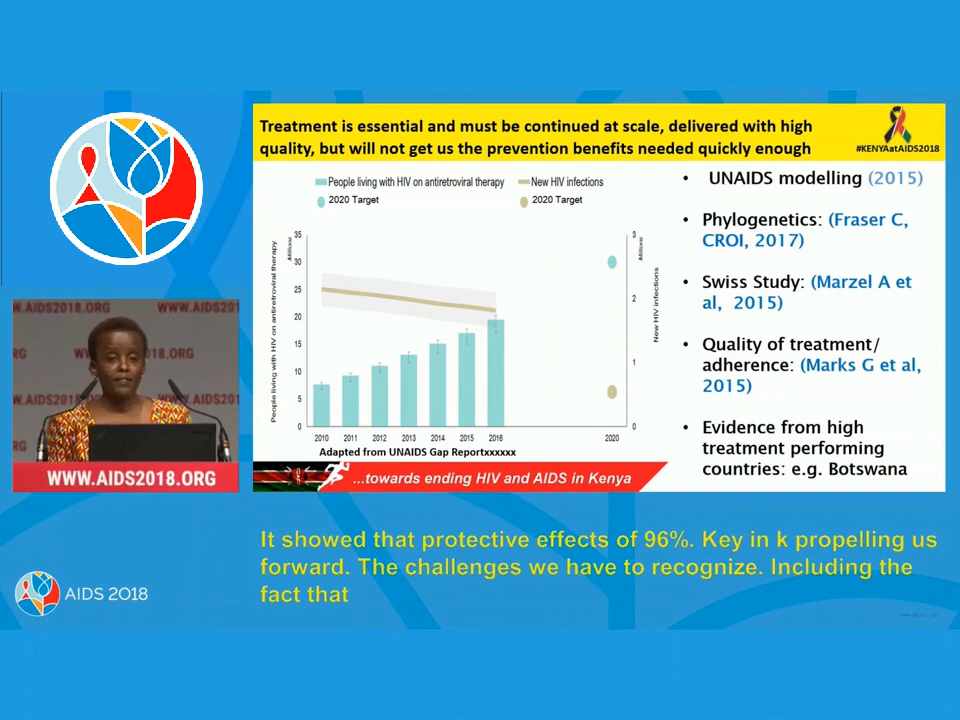 Treatment is essential and must be continued at scale, delivered with high
quality, but will not get us the prevention benefits needed quickly enough
#KENYAatAIDS2018
People living with HIV on antiretroviral therapy
New HIV infections
2020 Target
2020 Target
People living with HIV on antiretroviral therapy
Millions
35
30
25
20
15
10
5
0
2010 2011 2012 2013 2014 2015 2016 2020
3
2
1
0
Millions
New HIV infections
Adapted from UNAIDS Gap Reportxxxxxx
...towards ending HIV and AIDS in Kenya
• UNAIDS modelling (2015)
• Phylogenetics: (Fraser C,
CROI, 2017)
• Swiss Study: (Marzel A et
al, 2015)
• Quality of treatment/
adherence: (Marks G et al,
2015)
• Evidence from high
treatment performing
countries: e.g. Botswana
WWW.AIDS2018.ORG
WWW.AIDS2018
RG
WW
018.ORG
W.AIDS2018
W.AIDS2018
RG
.ORG
WWW.AIDS2018.ORG
It showed that protective effects of 96%. Key in k propelling us
forward. The challenges we have to recognize. Including the
fact that
AIDS 2018